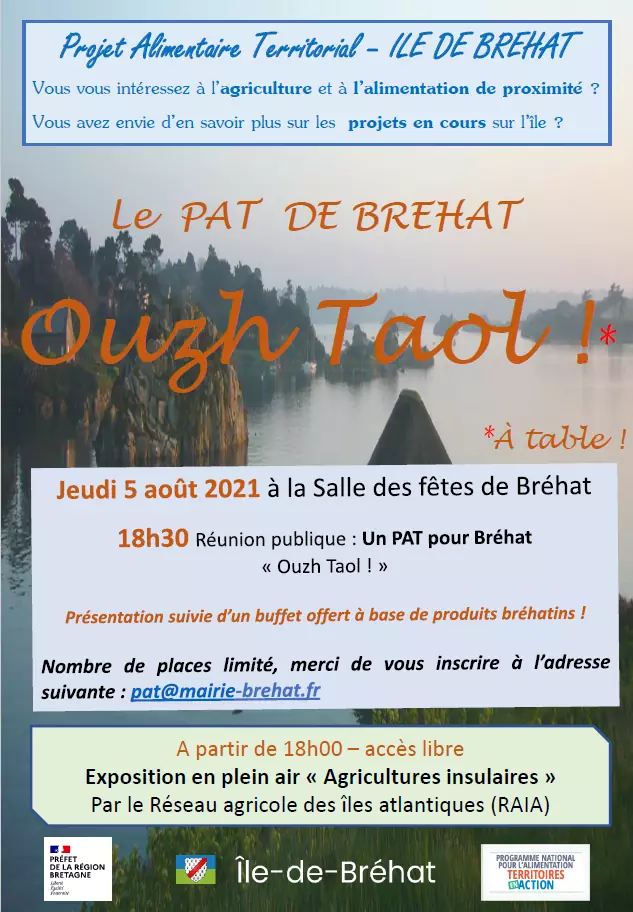 Projet Alimentaire Territorial – ILE DE BREHAT
Vous vous intéressez à l'agriculture et à l'alimentation de proximité ?
Vous avez envie d'en savoir plus sur les projets en cours sur l'île ?
Le PAT DE BREHAT
Ouzh Taol !*
*À table !
Jeudi 5 août 2021 à la Salle des fêtes de Bréhat
18h30 Réunion publique : Un PAT pour Bréhat
« Ouzh Taol ! »
Présentation suivie d'un buffet offert à base de produits bréhatins !
Nombre de places limité, merci de vous inscrire à l'adresse
suivante : pat@mairie-brehat.fr
A partir de 18h00 – accès libre
Exposition en plein air « Agricultures insulaires »
Par le Réseau agricole des îles atlantiques (RAIA)
PRÉFET
DE LA RÉGION
BRETAGNE
Liberté
Égalité
Fraternité
Île-de-Bréhat
PROGRAMME NATIONAL
POUR L'ALIMENTATION
TERRITOIRES
EN ACTION